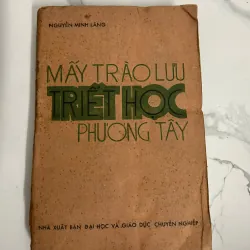 NGUYỄN MINH LĂNG
MẤY TRÀO LƯU
TRIẾT HỌC
PHƯƠNG TÂY
NHÀ XUẤT BẢN ĐẠI HỌC VÀ GIÁO DỤC CHUYÊN NGHIỆP